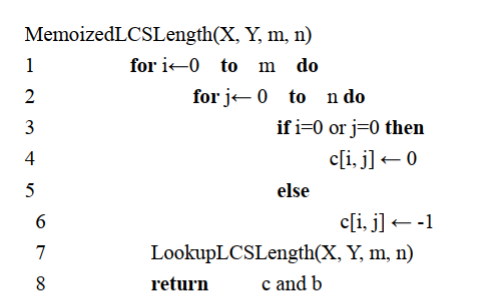 MemoizedLCSLength(X, Y, m, n)
1 for i←0 to m do
2 for j← 0 to n do
3 if i=0 or j=0 then
4 c[i, j] ← 0
5 else
6 c[i, j] ← -1
7 LookupLCSLength(X, Y, m, n)
8 return c and b